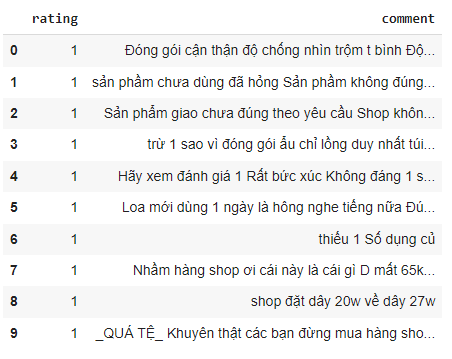 rating comment
0 1 Đóng gói cận thận độ chống nhìn trộm t bình Độ...
1 1 sản phầm chưa dùng đã hỏng Sản phầm không đúng...
2 1 Sản phẩm giao chưa đúng theo yêu cầu Shop khôn...
3 1 trừ 1 sao vì đóng gói ẩu chỉ lồng duy nhất túi...
4 1 Hãy xem đánh giá 1 Rất bức xúc Không đáng 1 s...
5 1 Loa mới dùng 1 ngày là hông nghe tiếng nữa Đú...
6 1 thiếu 1 Số dụng củ
7 1 Nhầm hàng shop ơi cái này là cái gì D mất 65k...
8 1 shop đặt dây 20w về dây 27w
9 1 _QUÁ TỆ_ Khuyên thật các bạn đừng mua hàng sho...